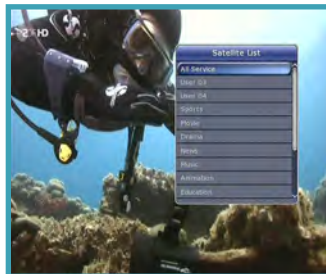 Satellite List
All Service
User 03
User 04
Sports
Movie
Drama
News
Music
Animation
Education